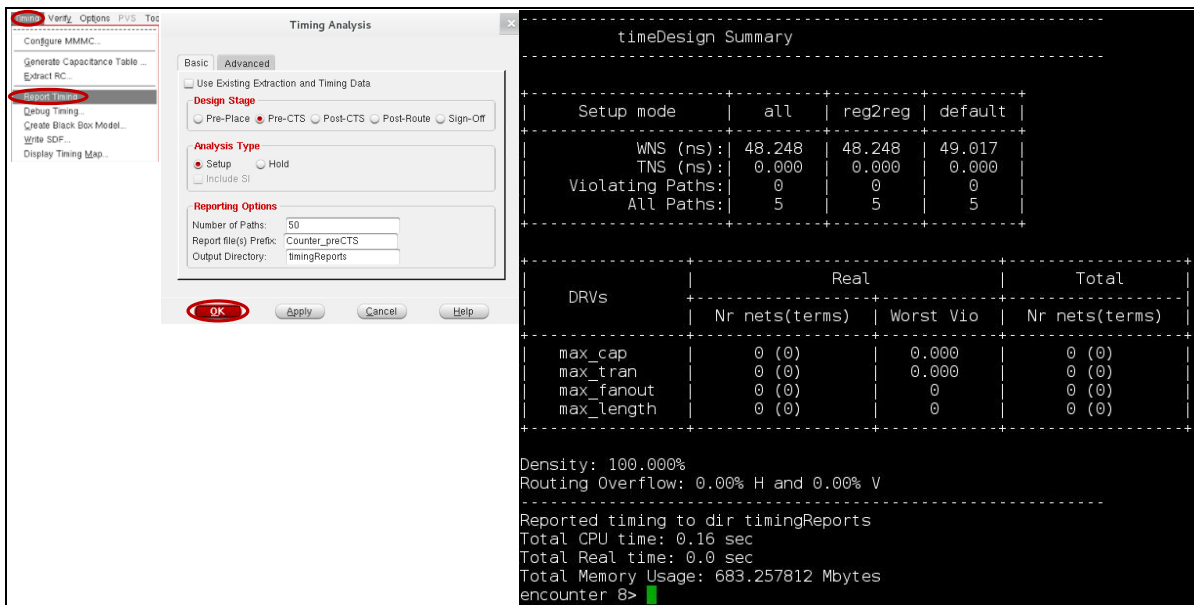 Timing Verify Options PVS Too
Configure MMMC...
Generate Capacitance Table ...
Extract RC...
Report Timing
Debug Timing...
Create Black Box Model...
Write SDF...
Display Timing Map...
Timing Analysis
Basic Advanced
Use Existing Extraction and Timing Data
Design Stage
Pre-Place Pre-CTS Post-CTS Post-Route Sign-Off
Analysis Type
Setup Hold
Include SI
Reporting Options
Number of Paths: 50
Report file(s) Prefix: Counter_preCTS
Output Directory: timingReports
OK Apply Cancel Help
timeDesign Summary
Setup mode | all | reg2reg | default |
WNS (ns):| 48.248 | 48.248 | 49.017 |
TNS (ns):| 0.000 | 0.000 | 0.000 |
Violating Paths:| 0 | 0 | 0 |
All Paths:| 5 | 5 | 5 |
DRVs | Real | Total |
Nr nets(terms) | Worst Vio | Nr nets(terms) |
max_cap | 0 (0) | 0.000 | 0 (0) |
max_tran | 0 (0) | 0.000 | 0 (0) |
max_fanout | 0 (0) | 0 | 0 (0) |
max_length | 0 (0) | 0 | 0 (0) |
Density: 100.000%
Routing Overflow: 0.00% H and 0.00% V
Reported timing to dir timingReports
Total CPU time: 0.16 sec
Total Real time: 0.0 sec
Total Memory Usage: 683.257812 Mbytes
encounter 8>